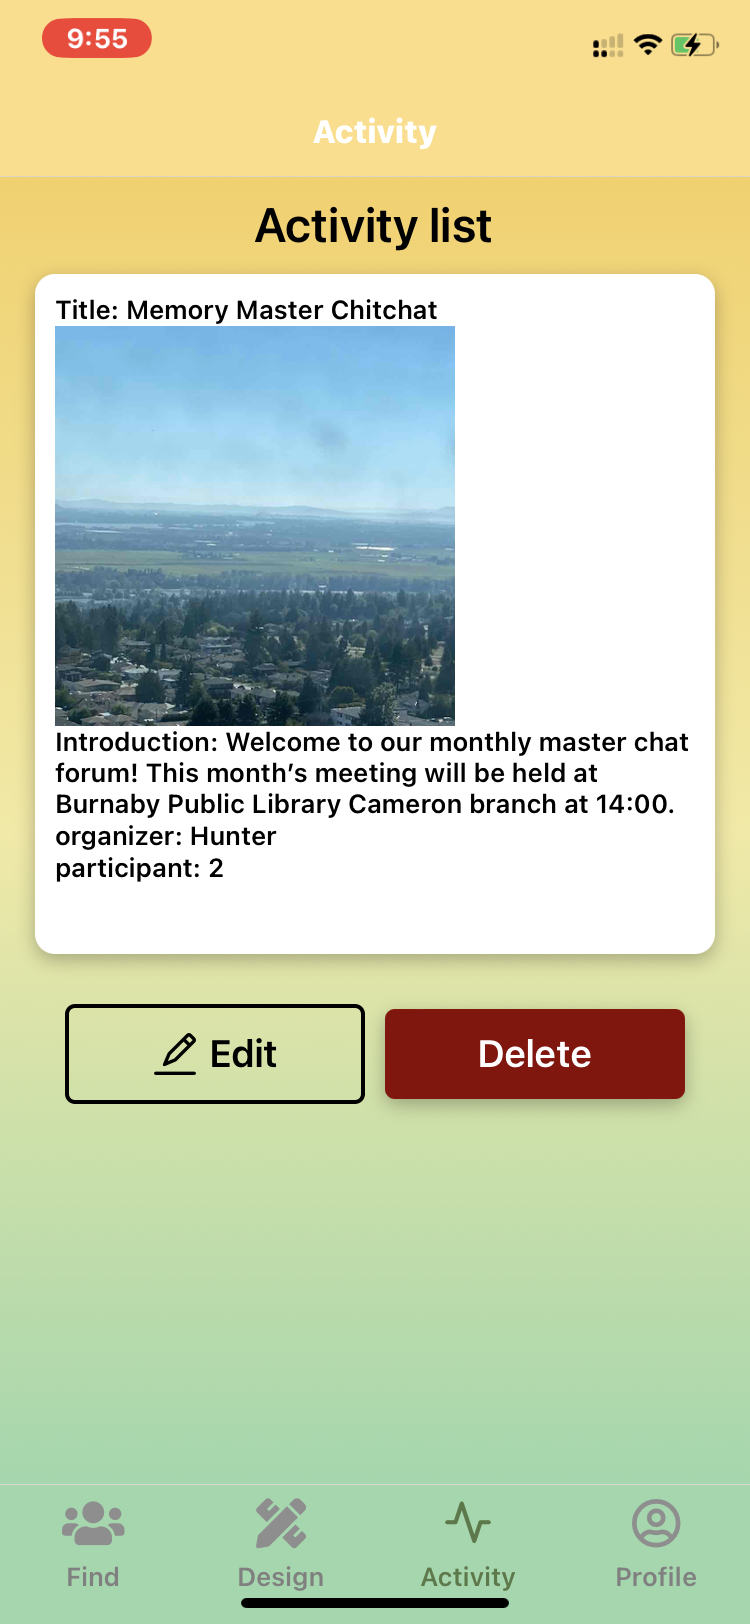 9:55
Activity
Activity list
Title: Memory Master Chitchat
Introduction: Welcome to our monthly master chat
forum! This month’s meeting will be held at
Burnaby Public Library Cameron branch at 14:00.
organizer: Hunter
participant: 2
Edit
Delete
Find
Design
Activity
Profile